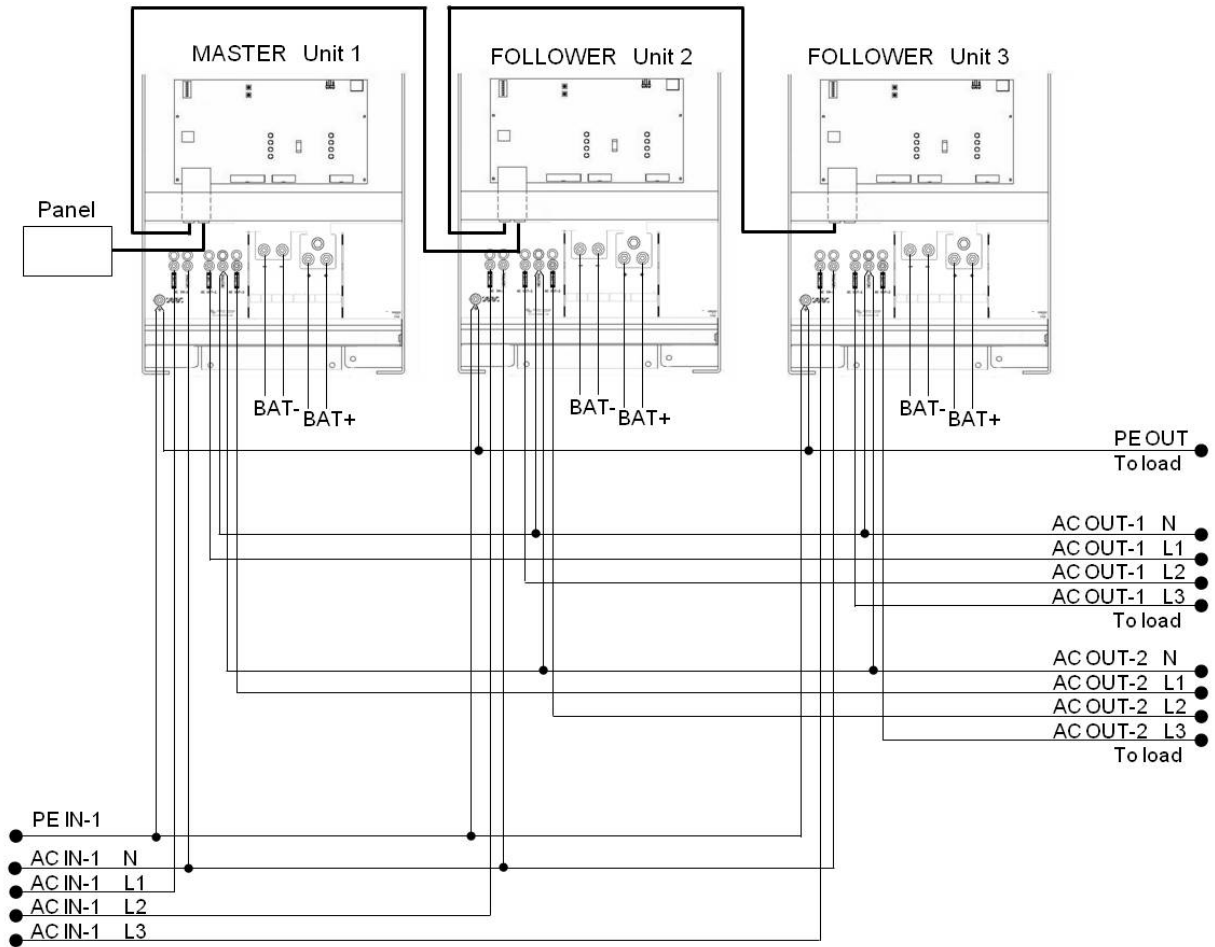 MASTER Unit 1
FOLLOWER Unit 2
FOLLOWER Unit 3
Panel
BAT-
BAT+
BAT-
BAT+
BAT-
BAT+
PE OUT
To load
AC OUT-1 N
AC OUT-1 L1
AC OUT-1 L2
AC OUT-1 L3
To load
AC OUT-2 N
AC OUT-2 L1
AC OUT-2 L2
AC OUT-2 L3
To load
PE IN-1
AC IN-1 N
AC IN-1 L1
AC IN-1 L2
AC IN-1 L3